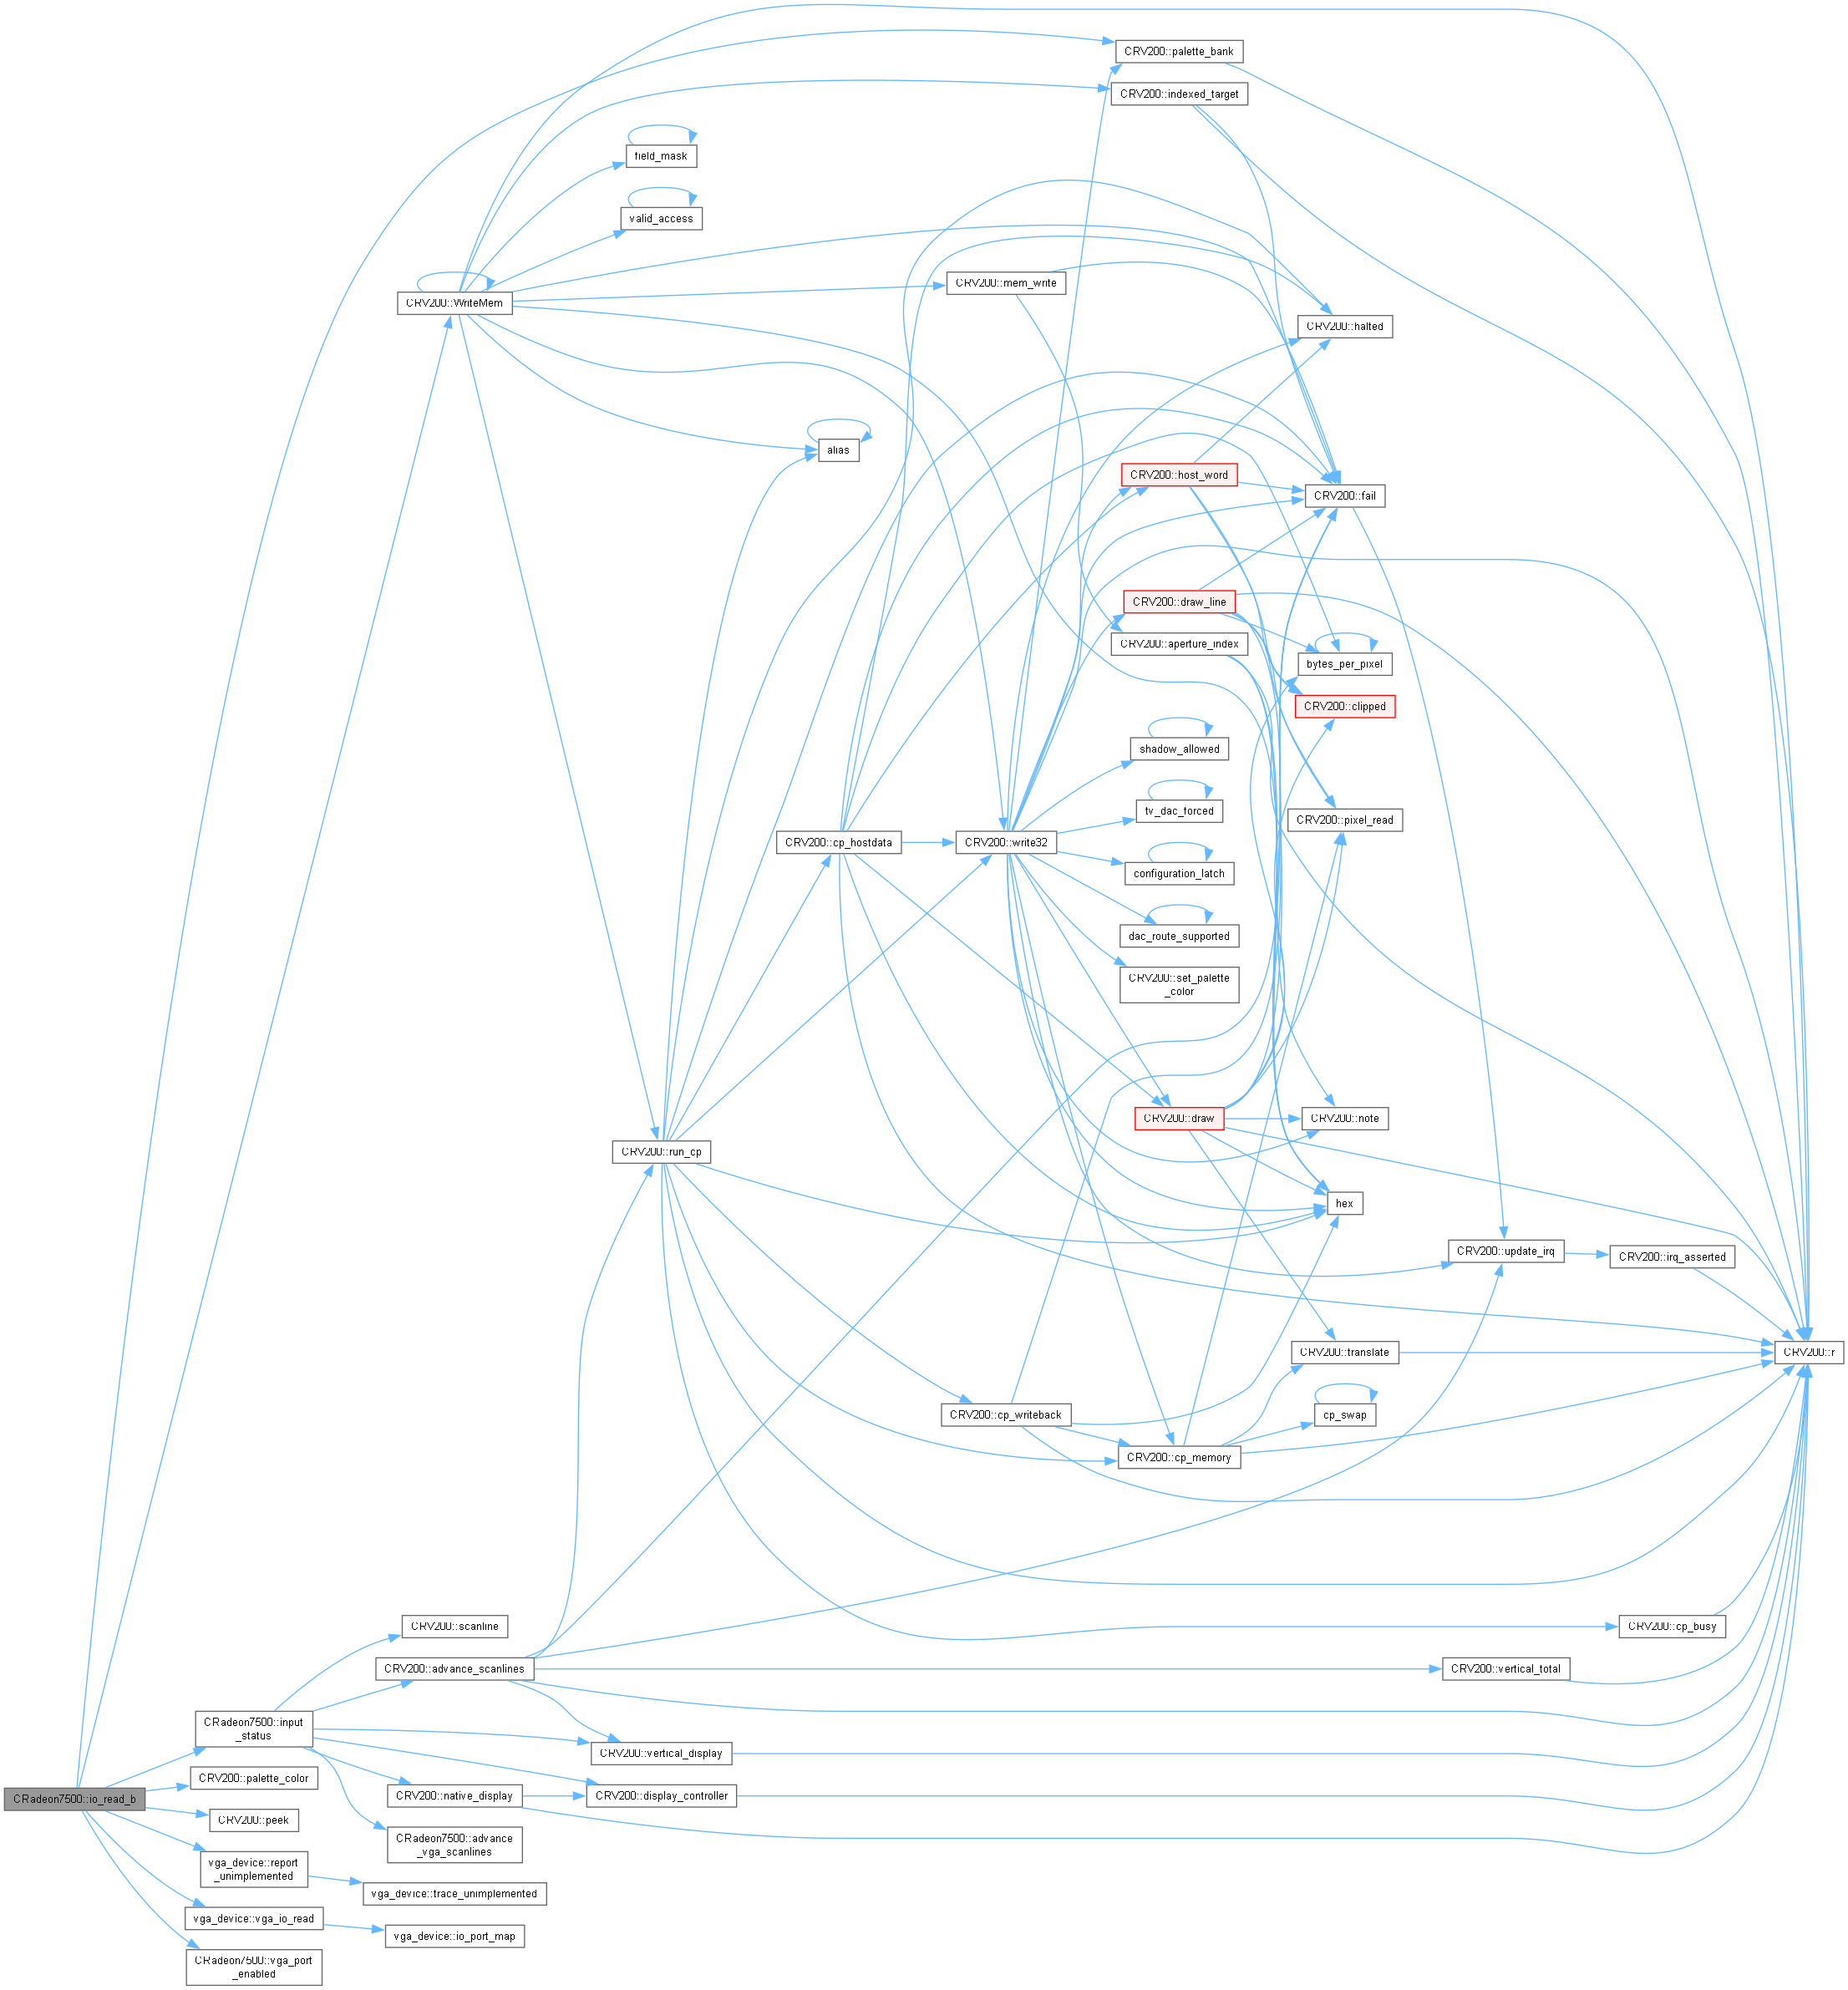 CRV200::palette_bank
CRV200::indexed_target
field_mask
valid_access
CRV200::WriteMem
CRV200::mem_write
CRV200::halted
alias
CRV200::host_word
CRV200::fail
CRV200::draw_line
CRV200::aperture_index
bytes_per_pixel
CRV200::clipped
shadow_allowed
tv_dac_forced
CRV200::pixel_read
CRV200::cp_hostdata
CRV200::write32
configuration_latch
dac_route_supported
CRV200::set_palette
_color
CRV200::draw
CRV200::note
CRV200::run_cp
hex
CRV200::update_irq
CRV200::irq_asserted
CRV200::translate
CRV200::r
CRV200::cp_writeback
cp_swap
CRV200::cp_memory
CRV200::scanline
CRV200::cp_busy
CRV200::advance_scanlines
CRV200::vertical_total
CRadeon7500::input
_status
CRV200::vertical_display
CRV200::palette_color
CRadeon7500::io_read_b
CRV200::native_display
CRV200::display_controller
CRV200::peek
CRadeon7500::advance
_vga_scanlines
vga_device::report
_unimplemented
vga_device::trace_unimplemented
vga_device::vga_io_read
vga_device::io_port_map
CRadeon7500::vga_port
_enabled